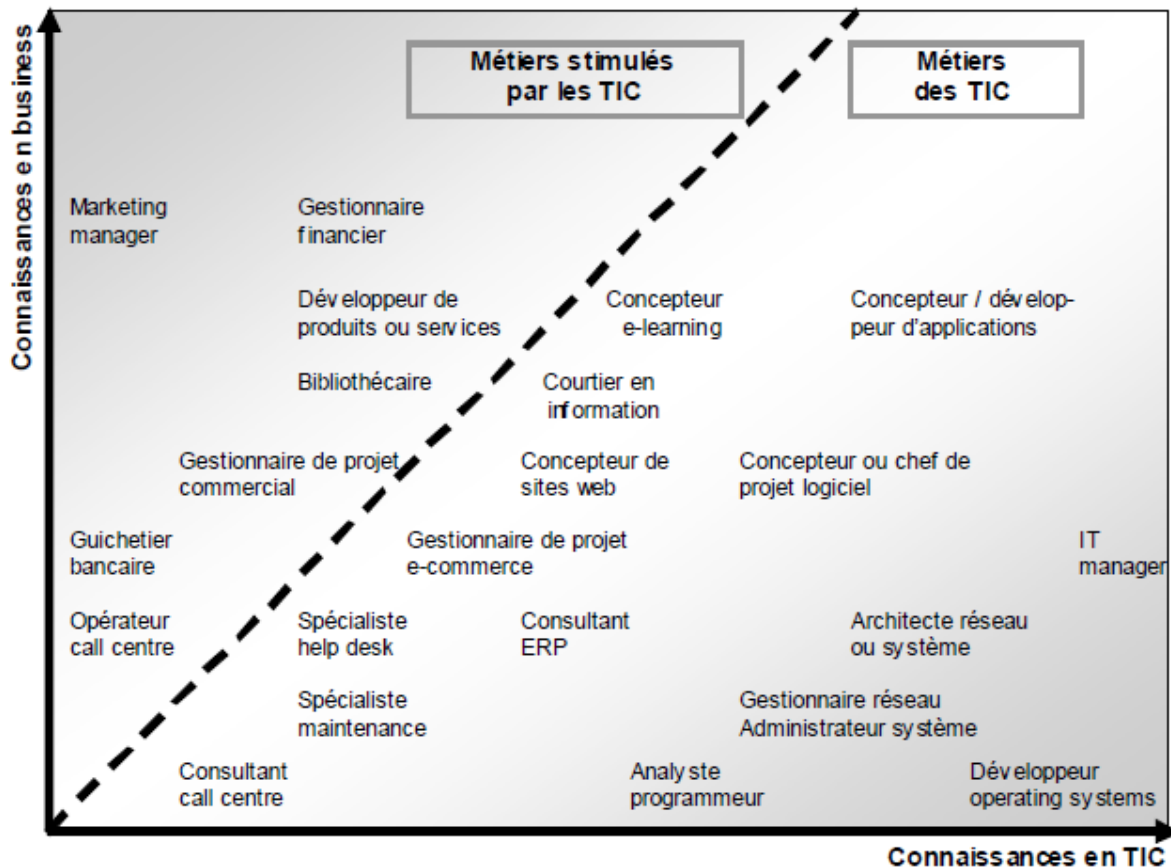 Connaissances en business
Métiers stimulés
par les TIC
Métiers
des TIC
Marketing
manager
Gestionnaire
financier
Développeur de
produits ou services
Concepteur
e-learning
Concepteur / dévelop-
peur d'applications
Bibliothécaire
Courtier en
information
Gestionnaire de projet
commercial
Concepteur de
sites web
Concepteur ou chef de
projet logiciel
Guichetier
bancaire
Gestionnaire de projet
e-commerce
IT
manager
Opérateur
call centre
Spécialiste
help desk
Consultant
ERP
Architecte réseau
ou système
Spécialiste
maintenance
Gestionnaire réseau
Administrateur système
Consultant
call centre
Analyste
programmeur
Développeur
operating systems
Connaissances en TIC